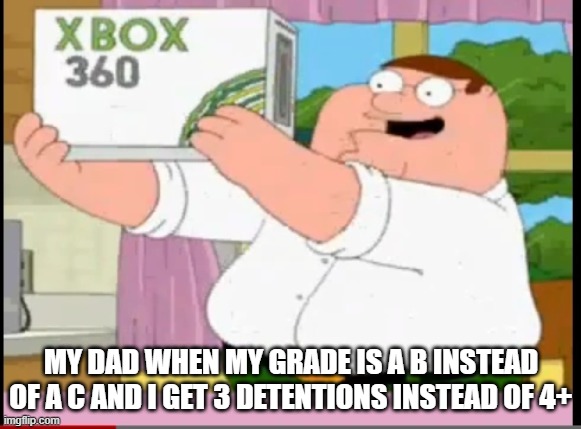 XBOX
360
MY DAD WHEN MY GRADE IS A B INSTEAD
OF A C AND I GET 3 DETENTIONS INSTEAD OF 4+
imgflip.com